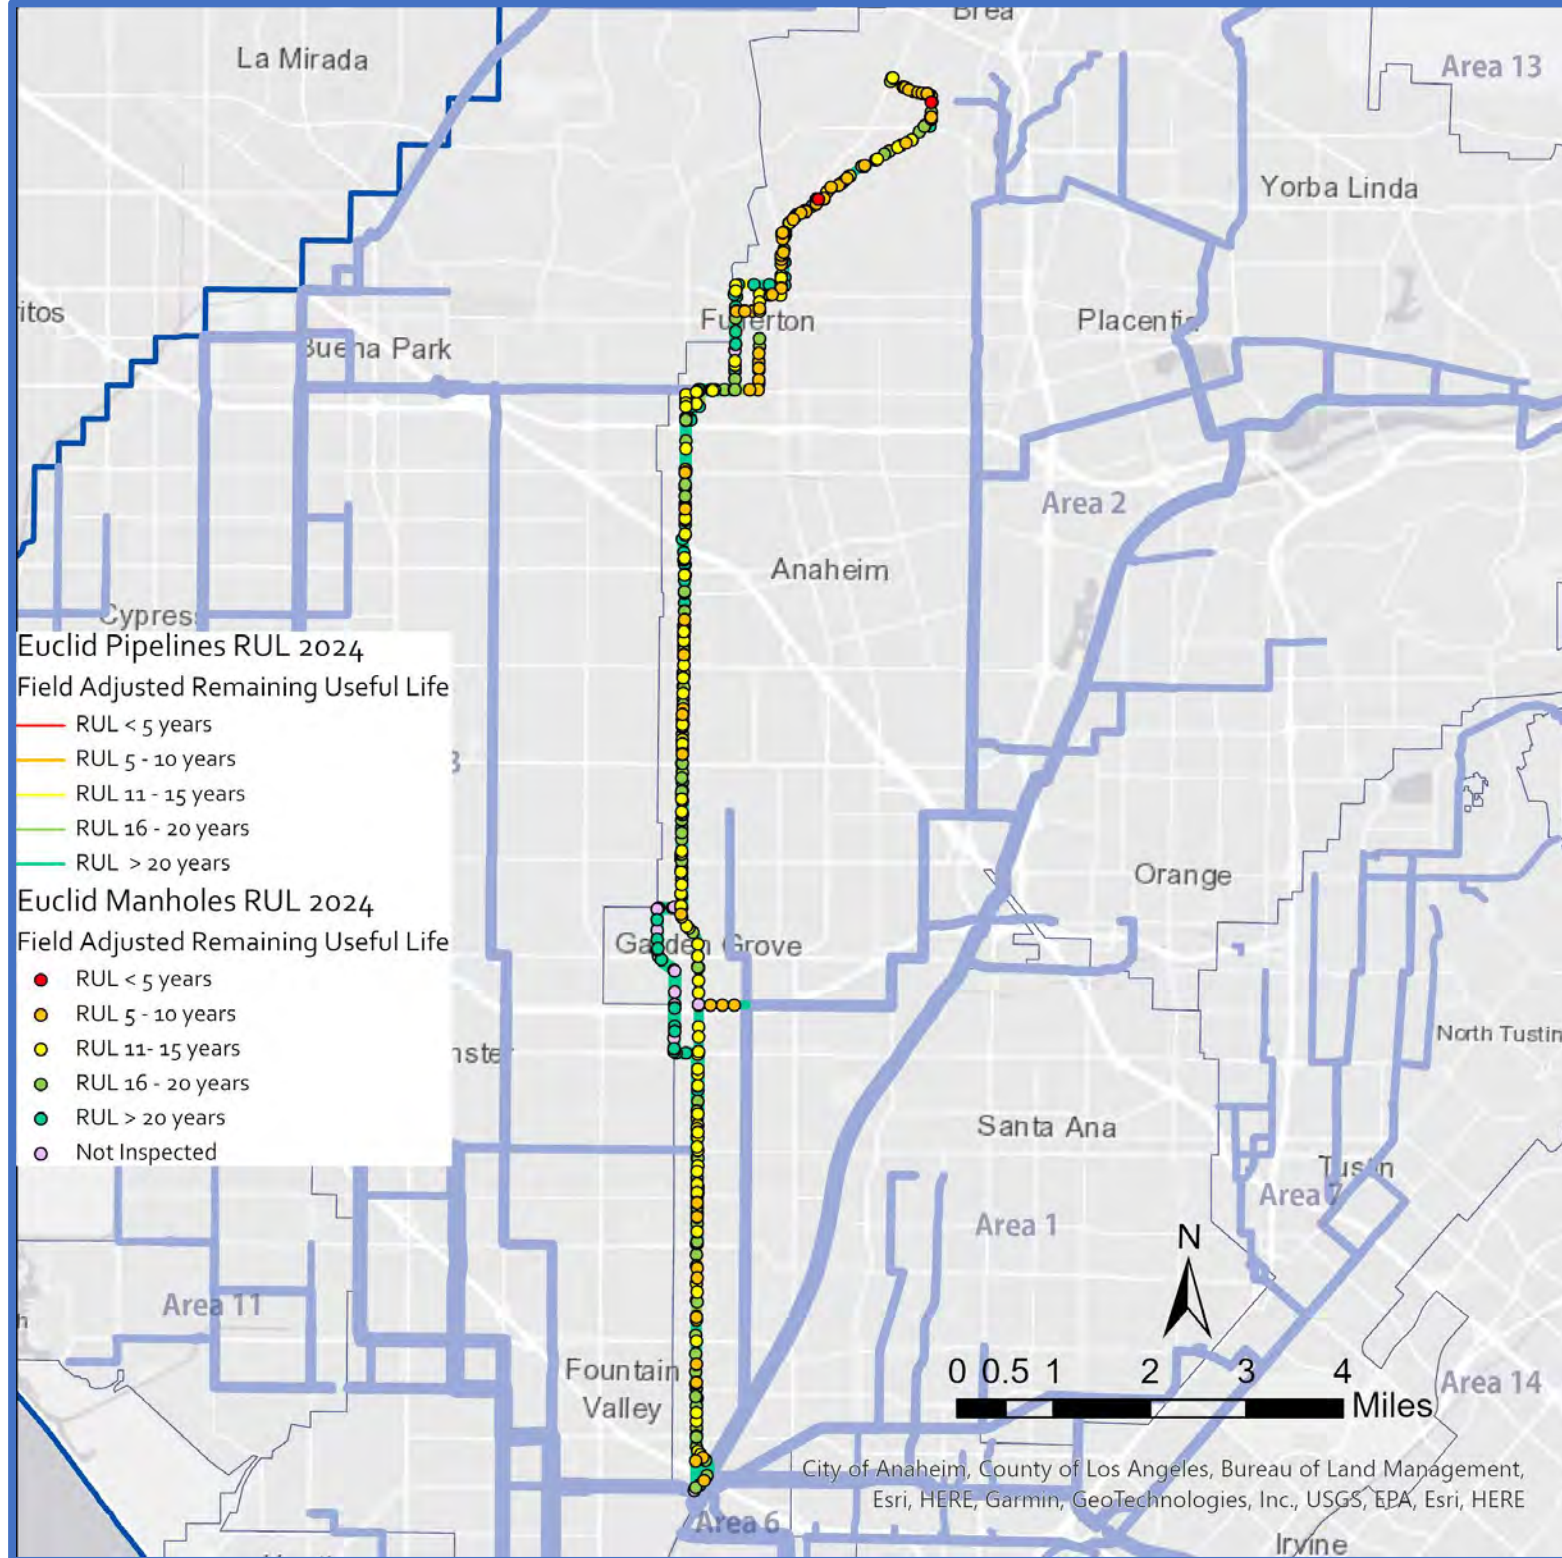 Brea
La Mirada
Area 13
Yorba Linda
ritos
Fullerton
Placentia
Buena Park
Area 2
Anaheim
Cypress
Euclid Pipelines RUL 2024
Field Adjusted Remaining Useful Life
RUL < 5 years
RUL 5 - 10 years
RUL 11 - 15 years
RUL 16 - 20 years
RUL > 20 years
Euclid Manholes RUL 2024
Field Adjusted Remaining Useful Life
RUL < 5 years
RUL 5 - 10 years
RUL 11- 15 years
RUL 16 - 20 years
RUL > 20 years
Not Inspected
3
Orange
Garden Grove
North Tustin
nster
Santa Ana
Tustin
Area 7
Area 1
N
Area 11
h
Fountain
Valley
0 0.5 1 2 3 4
Miles
Area 14
City of Anaheim, County of Los Angeles, Bureau of Land Management,
Esri, HERE, Garmin, GeoTechnologies, Inc., USGS, EPA, Esri, HERE
Area 6
Irvine